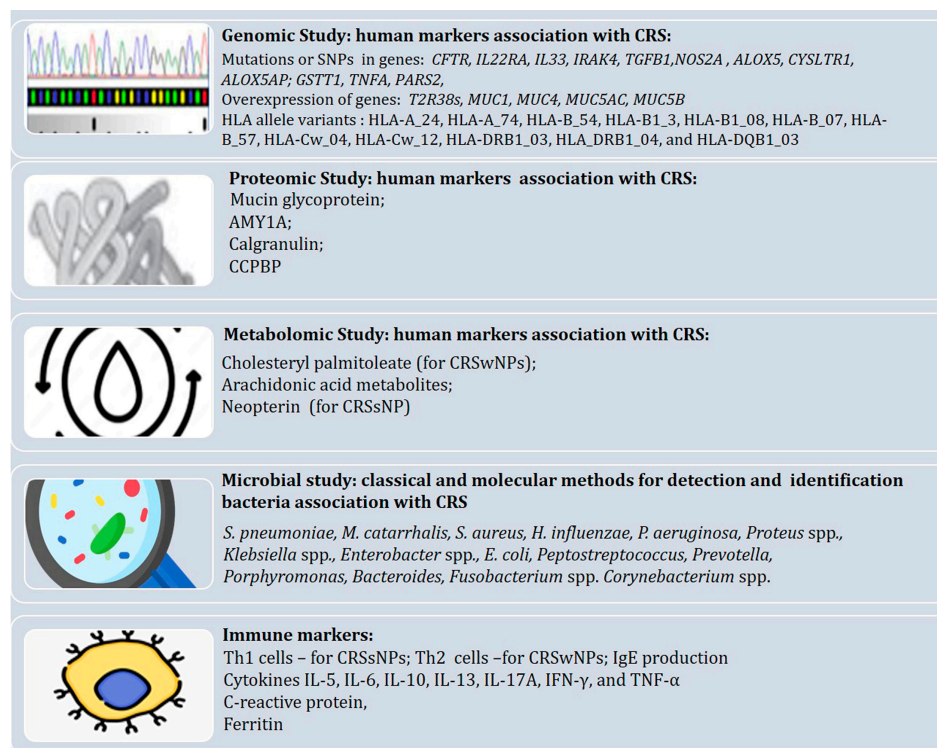 Genomic Study: human markers association with CRS:
Mutations or SNPs in genes: CFTR, IL22RA, IL33, IRAK4, TGFB1,NOS2A , ALOX5, CYSLTR1,
ALOX5AP; GSTT1, TNFA, PARS2,
Overexpression of genes: T2R38s, MUC1, MUC4, MUC5AC, MUC5B
HLA allele variants : HLA-A_24, HLA-A_74, HLA-B_54, HLA-B1_3, HLA-B1_08, HLA-B_07, HLA-
B_57, HLA-Cw_04, HLA-Cw_12, HLA-DRB1_03, HLA_DRB1_04, and HLA-DQB1_03
Proteomic Study: human markers association with CRS:
Mucin glycoprotein;
AMY1A;
Calgranulin;
CCPBP
Metabolomic Study: human markers association with CRS:
Cholesteryl palmitoleate (for CRSwNPs);
Arachidonic acid metabolites;
Neopterin (for CRSsNP)
Microbial study: classical and molecular methods for detection and identification
bacteria association with CRS
S. pneumoniae, M. catarrhalis, S. aureus, H. influenzae, P. aeruginosa, Proteus spp.,
Klebsiella spp., Enterobacter spp., E. coli, Peptostreptococcus, Prevotella,
Porphyromonas, Bacteroides, Fusobacterium spp. Corynebacterium spp.
Immune markers:
Th1 cells – for CRSsNPs; Th2 cells –for CRSwNPs; IgE production
Cytokines IL-5, IL-6, IL-10, IL-13, IL-17A, IFN-γ, and TNF-α
C-reactive protein,
Ferritin